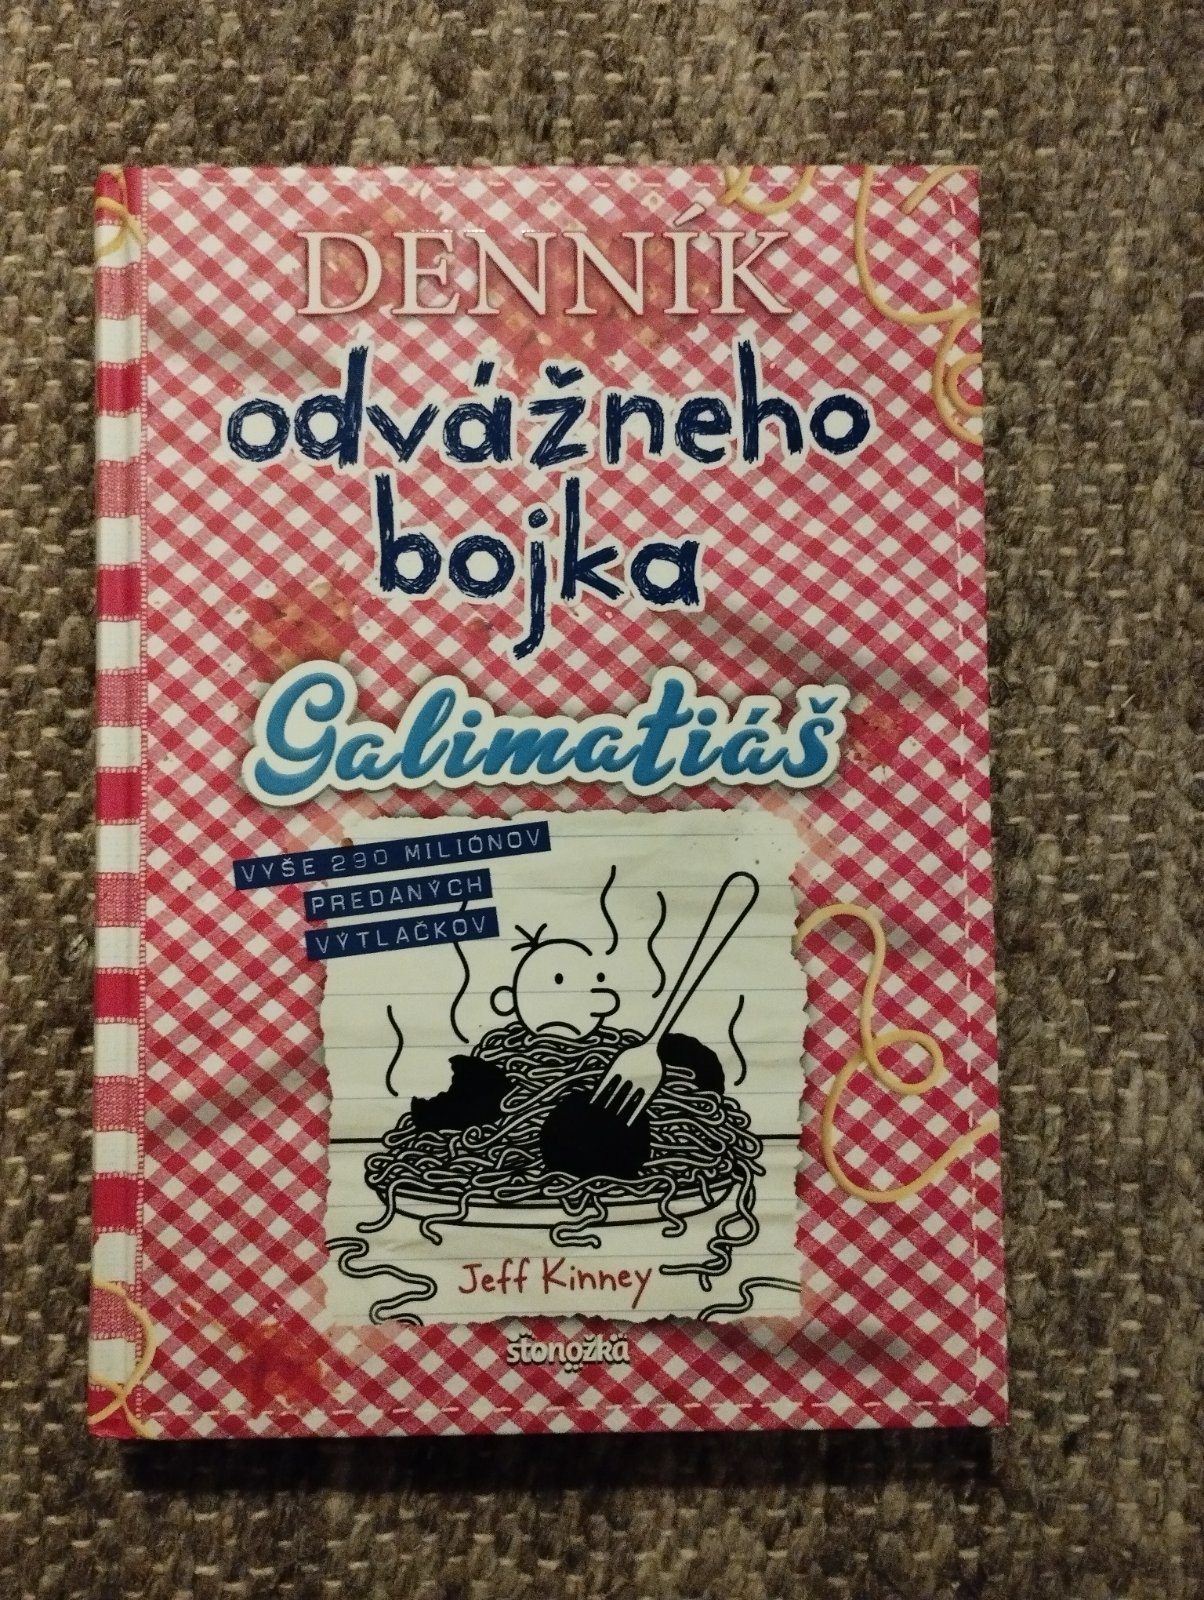 DENNÍK
odvážneho
bojka
Galimatiáš
VYŠE 290 MILIÓNOV
PREDANÝCH
VÝTLAČKOV
Jeff Kinney
stonožka